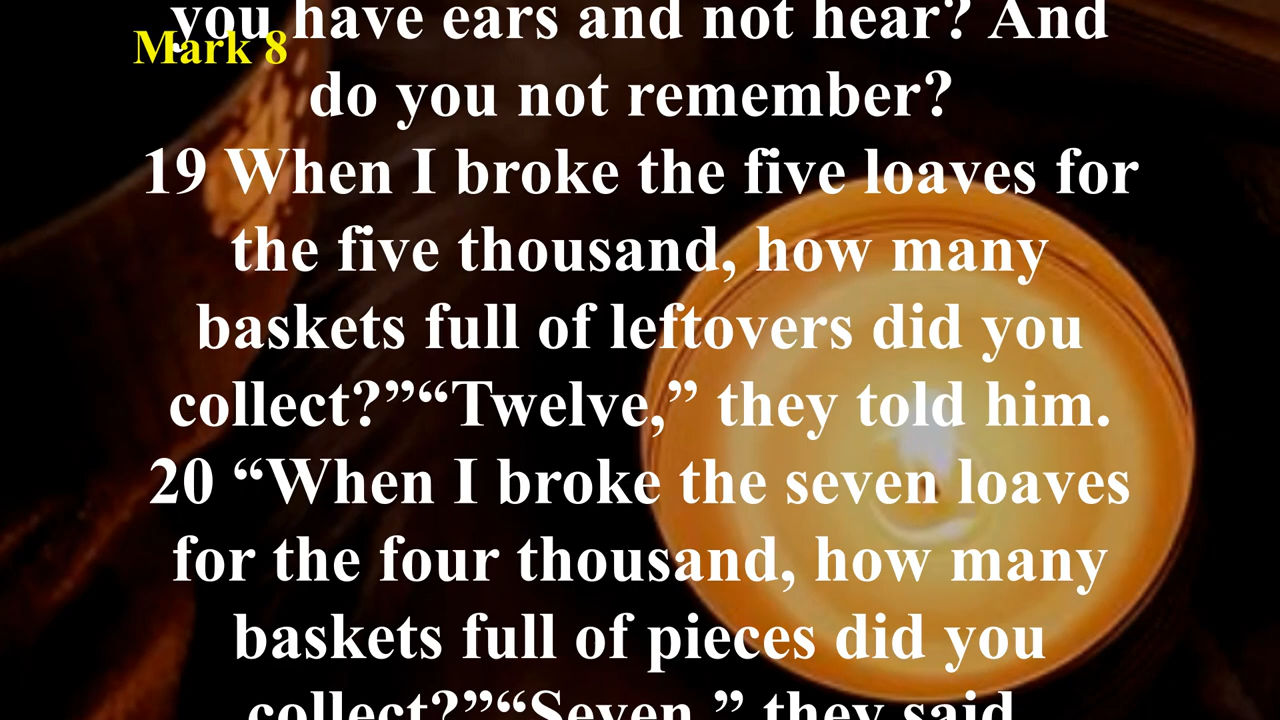 you have ears and not hear? And
Mark 8
do you not remember?
19 When I broke the five loaves for
the five thousand, how many
baskets full of leftovers did you
collect?”“Twelve,” they told him.
20 “When I broke the seven loaves
for the four thousand, how many
baskets full of pieces did you
collect?”“Seven,” they said.